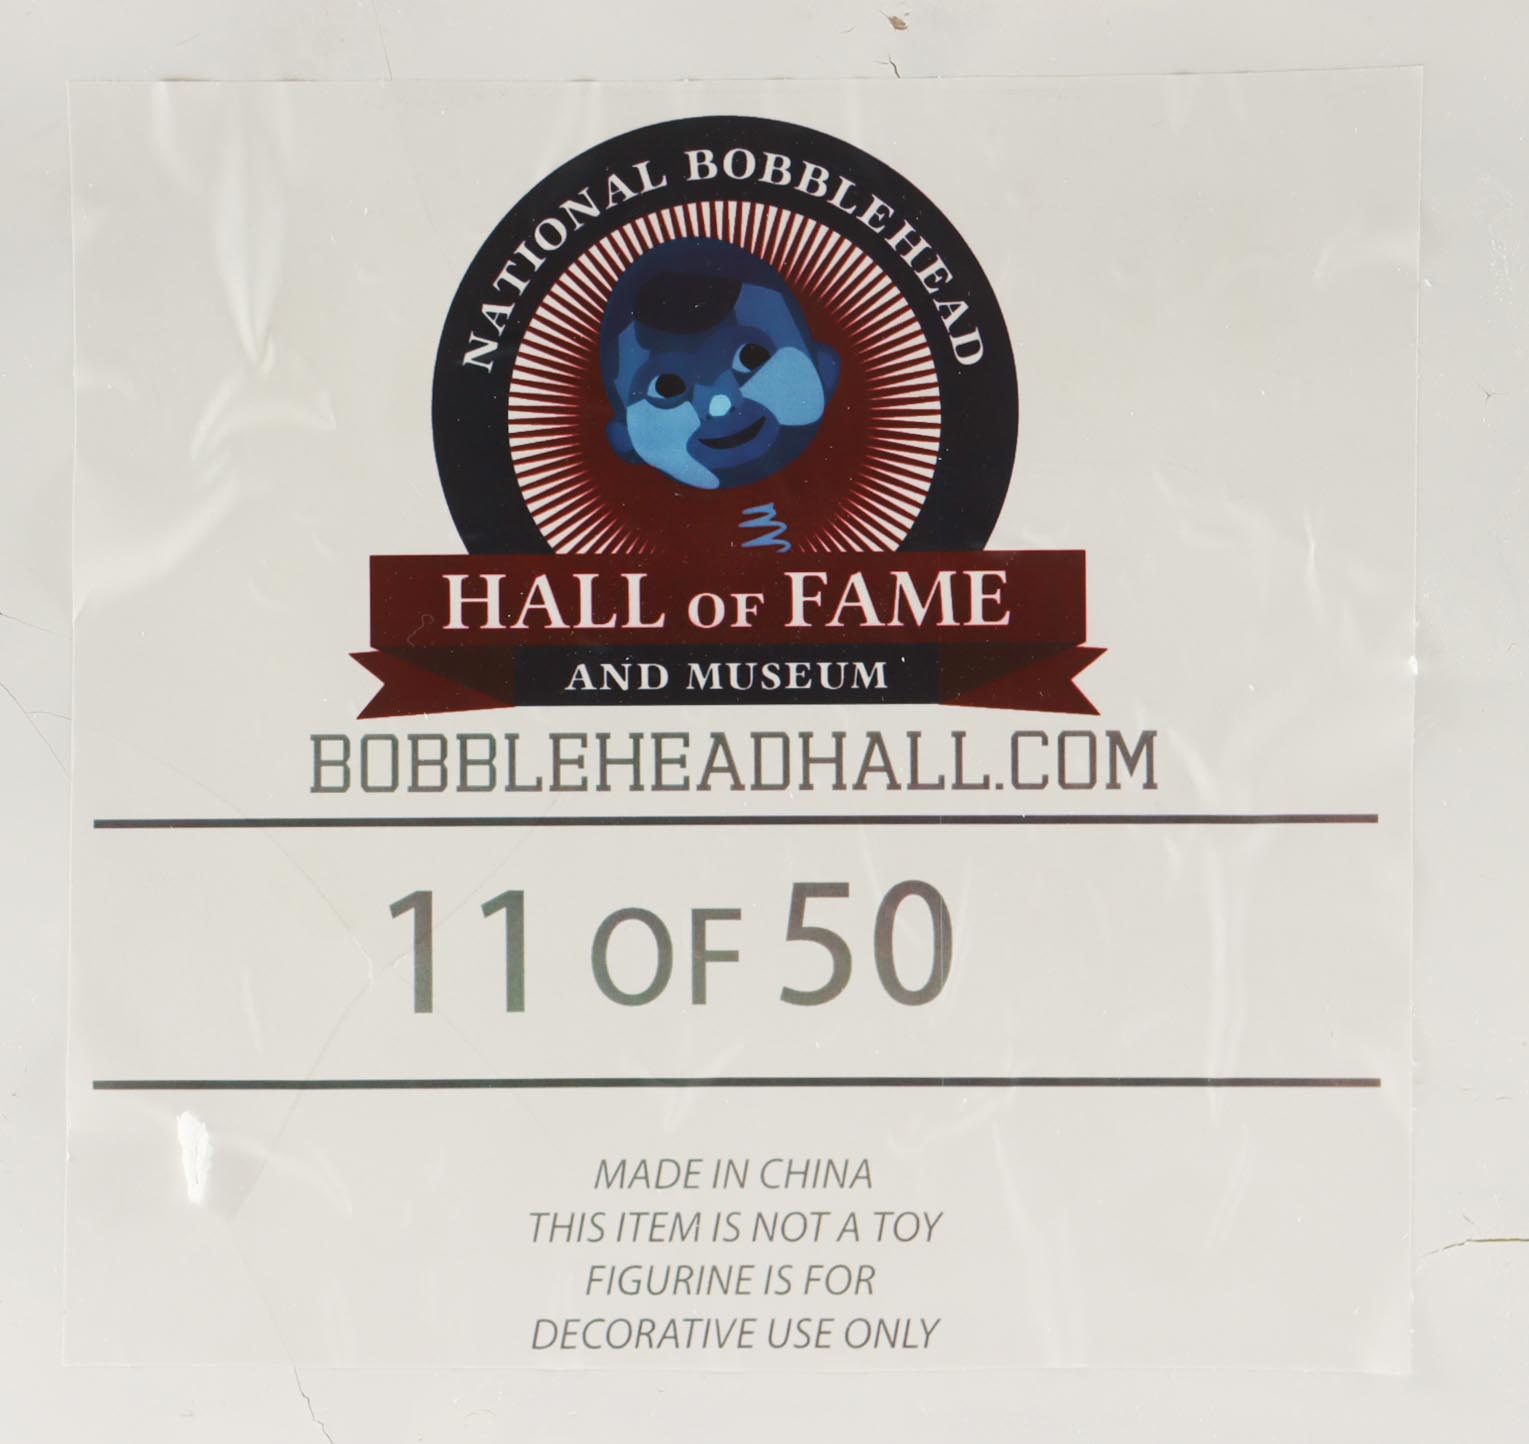 NATIONAL BOBBLEHEAD
HALL OF FAME
AND MUSEUM
BOBBLEHEADHALL.COM
11 OF 50
MADE IN CHINA
THIS ITEM IS NOT A TOY
FIGURINE IS FOR
DECORATIVE USE ONLY